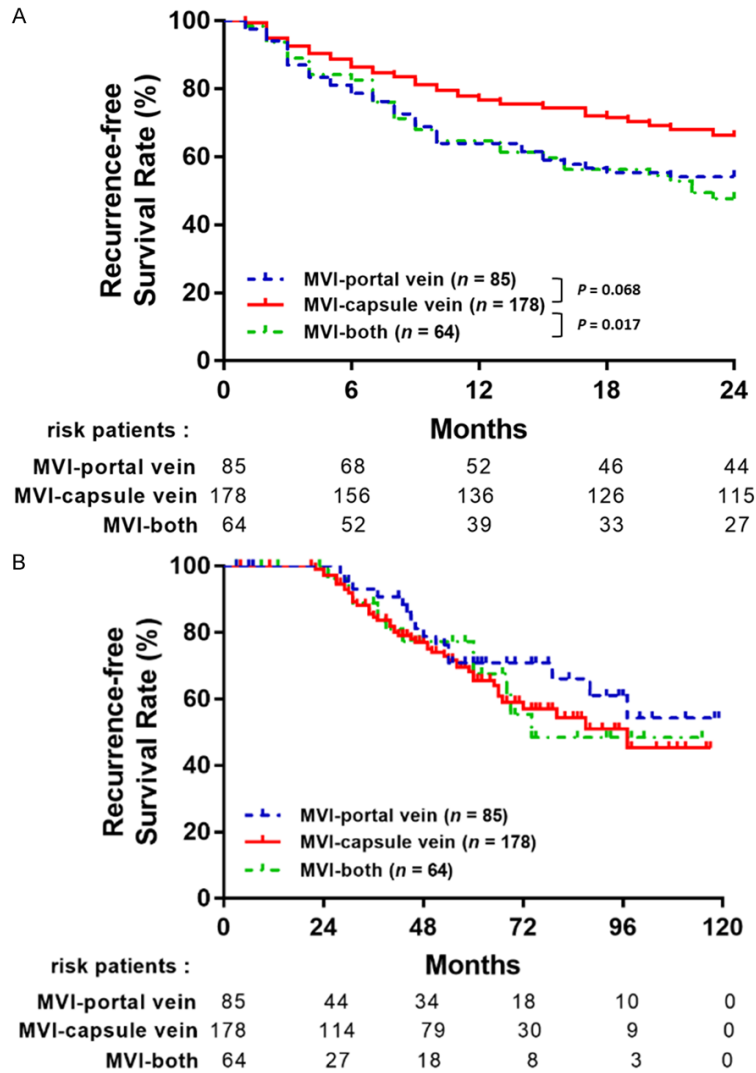 A
Recurrence-free
Survival Rate (%)
100
80
60
40
20
0
MVI-portal vein (n = 85)
MVI-capsule vein (n = 178)
MVI-both (n = 64)
P = 0.068
P = 0.017
0 6 12 18 24
Months
risk patients :
MVI-portal vein 85 68 52 46 44
MVI-capsule vein 178 156 136 126 115
MVI-both 64 52 39 33 27
B
Recurrence-free
Survival Rate (%)
100
80
60
40
20
0
MVI-portal vein (n = 85)
MVI-capsule vein (n = 178)
MVI-both (n = 64)
0 24 48 72 96 120
Months
risk patients :
MVI-portal vein 85 44 34 18 10 0
MVI-capsule vein 178 114 79 30 9 0
MVI-both 64 27 18 8 3 0